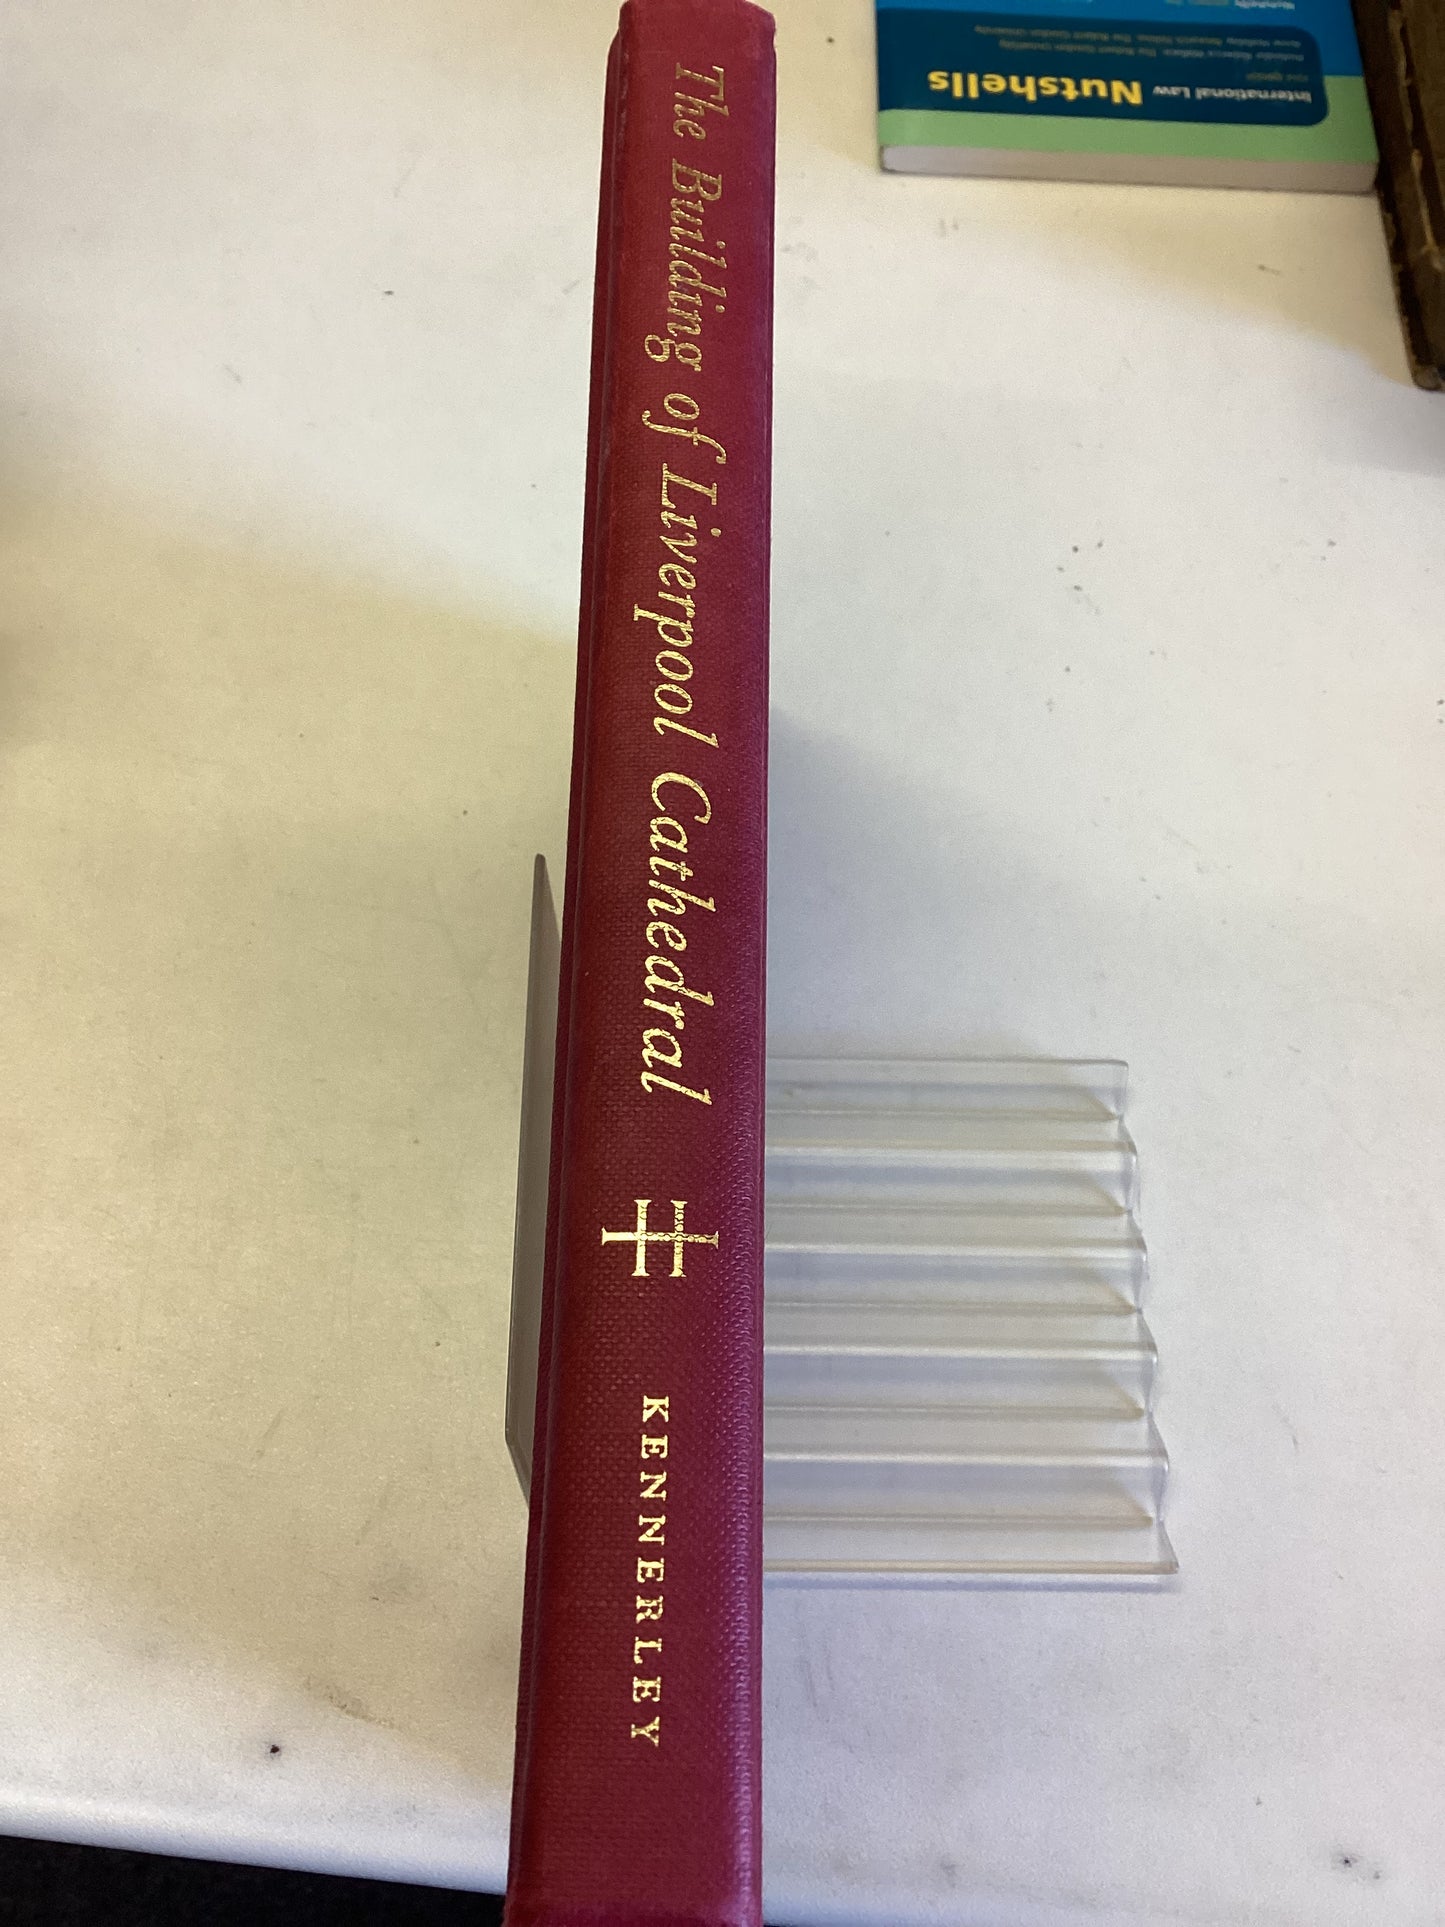 The Building of Liverpool Cathedral
KENNERLEY
International Law Nutshells